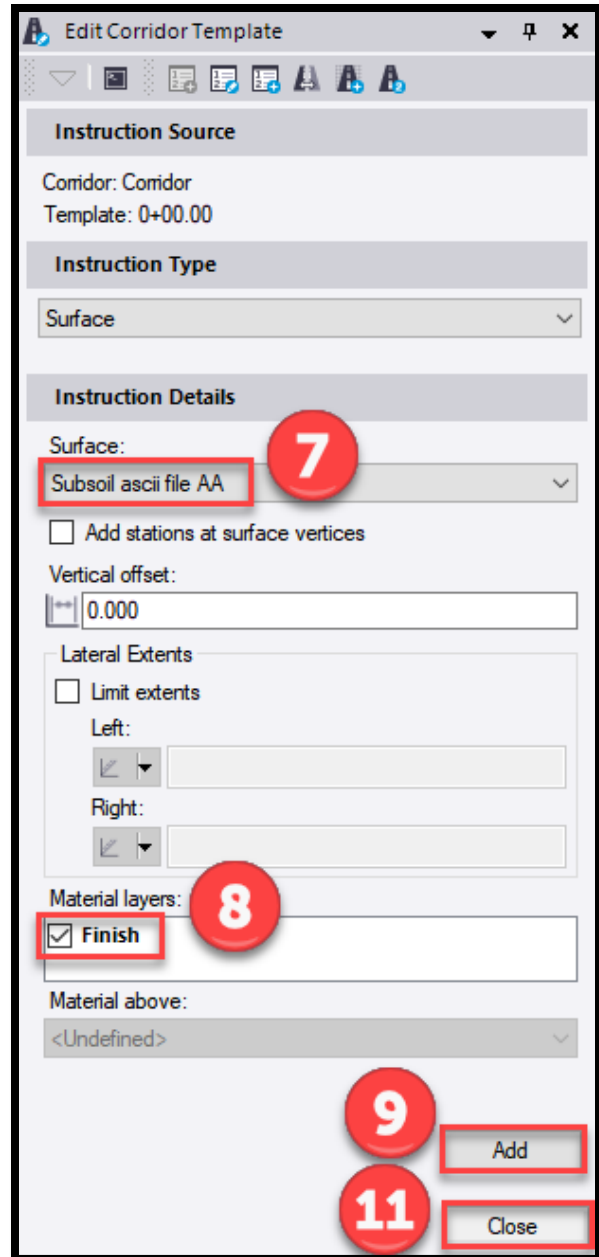 Edit Corridor Template
Instruction Source
Corridor: Corridor
Template: 0+00.00
Instruction Type
Surface
Instruction Details
Surface:
7
Subsoil ascii file AA
Add stations at surface vertices
Vertical offset:
0.000
Lateral Extents
Limit extents
Left:
Right:
Material layers:
8
Finish
Material above:
<Undefined>
9
Add
11
Close